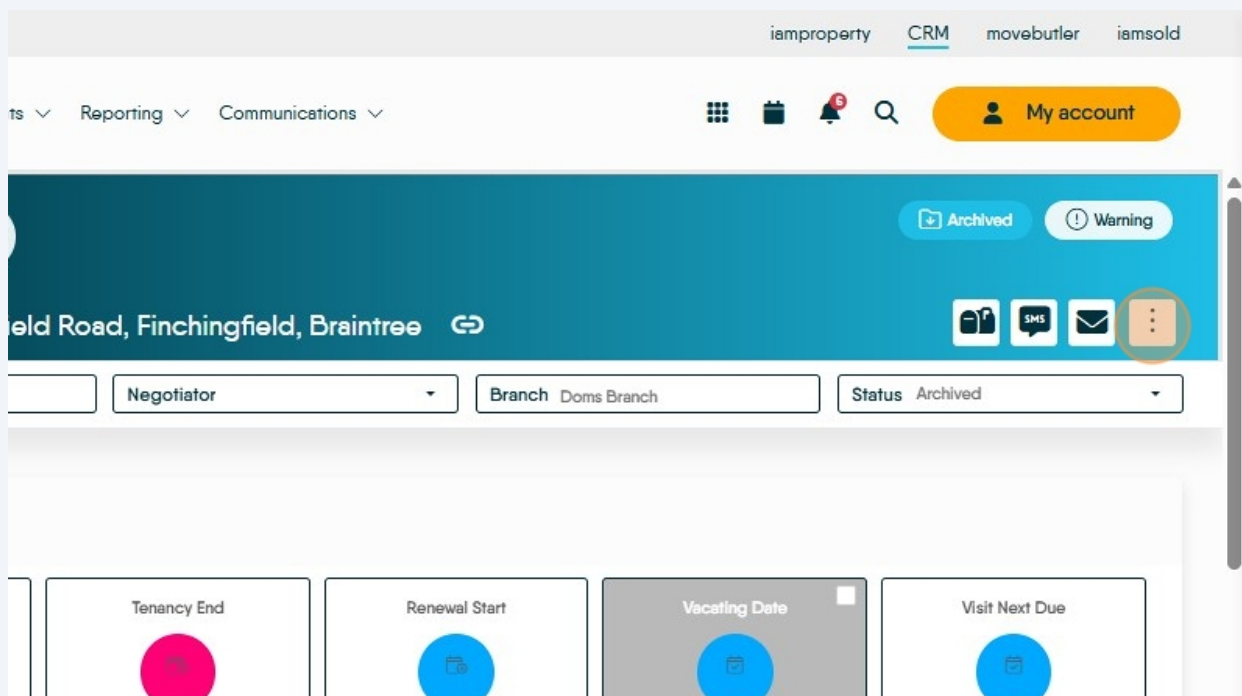 iamproperty CRM movebutler iamsold
ts Reporting Communications
6
My account
Archived Warning
ield Road, Finchingfield, Braintree
SMS
Negotiator Branch Doms Branch Status Archived
Tenancy End Renewal Start Vacating Date Visit Next Due